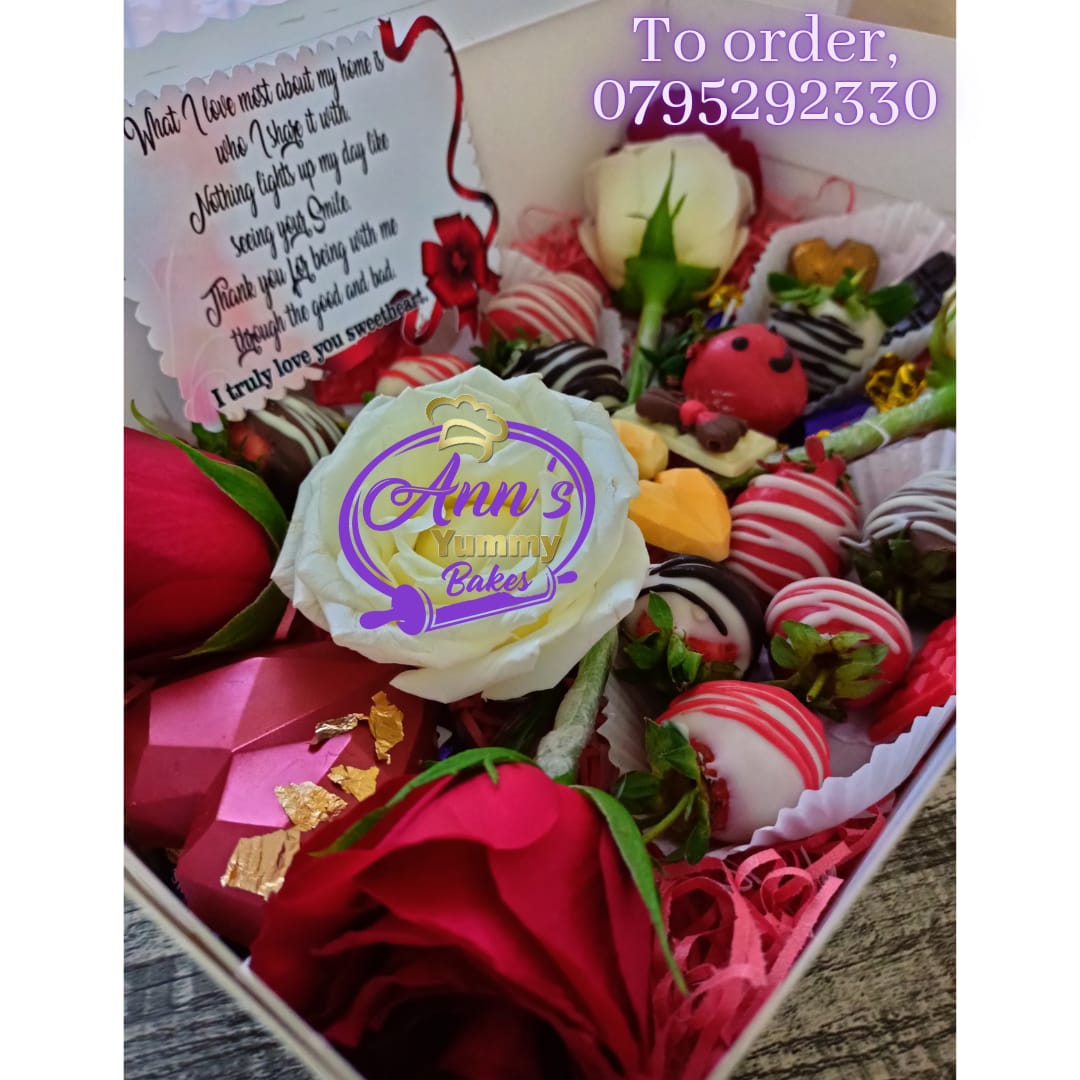 To order,
0795292330
What I love most about my home is
who I share it with.
Nothing lights up my day like
seeing your Smile.
Thank you for being with me
through the good and bad.
I truly love you sweetheart.
Ann's
Yummy
Bakes